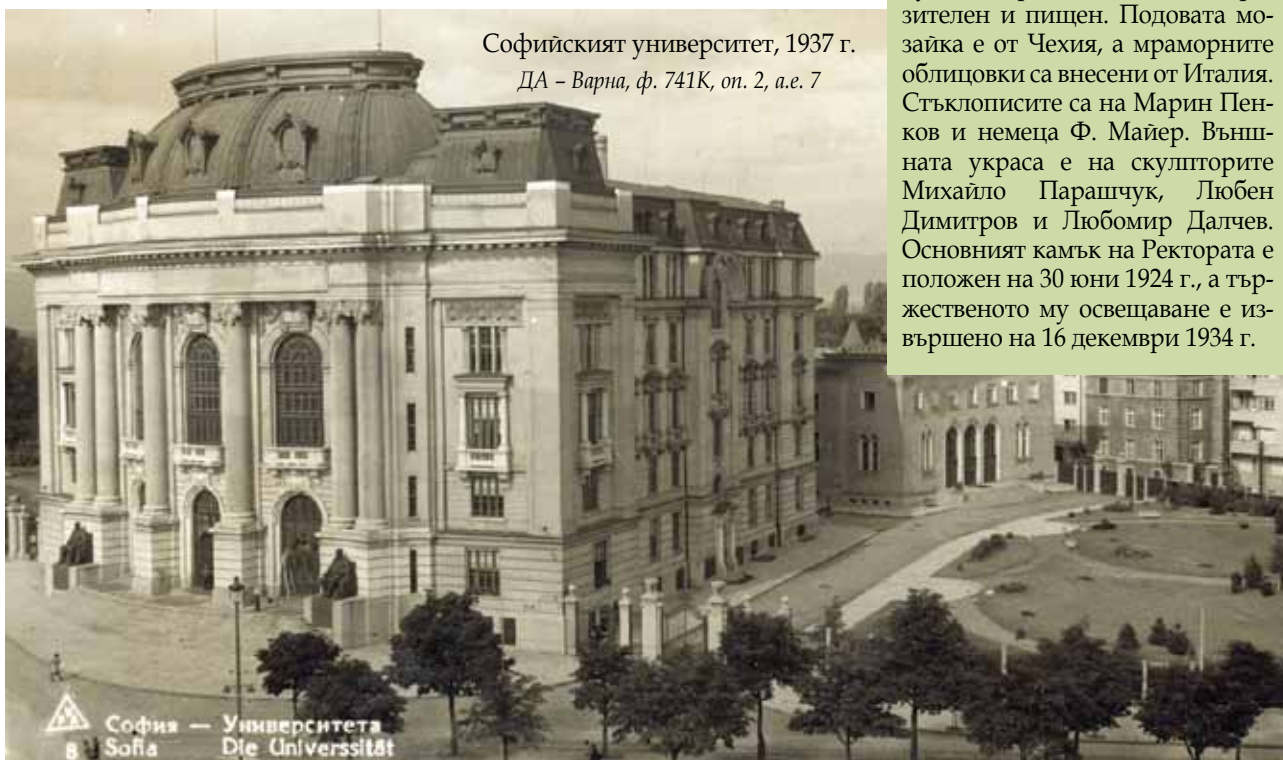 Софийският университет, 1937 г.
ДА – Варна, ф. 741К, оп. 2, а.е. 7
зителен и пищен. Подовата мо-
зайка е от Чехия, а мраморните
облицовки са внесени от Италия.
Стъклописите са на Марин Пен-
ков и немеца Ф. Майер. Външ-
ната украса е на скулпторите
Михайло Парашчук, Любен
Димитров и Любомир Далчев.
Основният камък на Ректората е
положен на 30 юни 1924 г., а тър-
жественото му освещаване е из-
вършено на 16 декември 1934 г.
София — Университета
8 Sofia Die Universsität